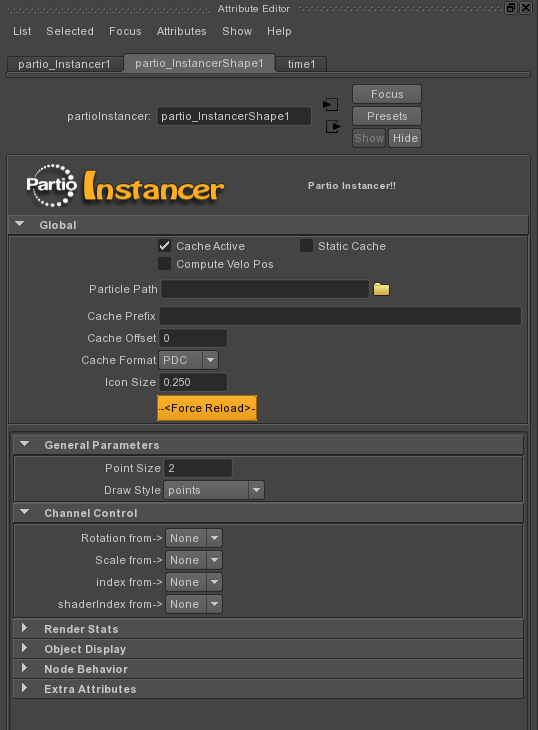 Attribute Editor
List Selected Focus Attributes Show Help
partio_Instancer1 partio_InstancerShape1 time1
Focus
partioInstancer: partio_InstancerShape1
Presets
Show Hide
Partio Instancer Partio Instancer!!
Global
Cache Active Static Cache
Compute Velo Pos
Particle Path
Cache Prefix
Cache Offset 0
Cache Format PDC
Icon Size 0.250
--<Force Reload>--
General Parameters
Point Size 2
Draw Style points
Channel Control
Rotation from-> None
Scale from-> None
index from-> None
shaderIndex from-> None
Render Stats
Object Display
Node Behavior
Extra Attributes